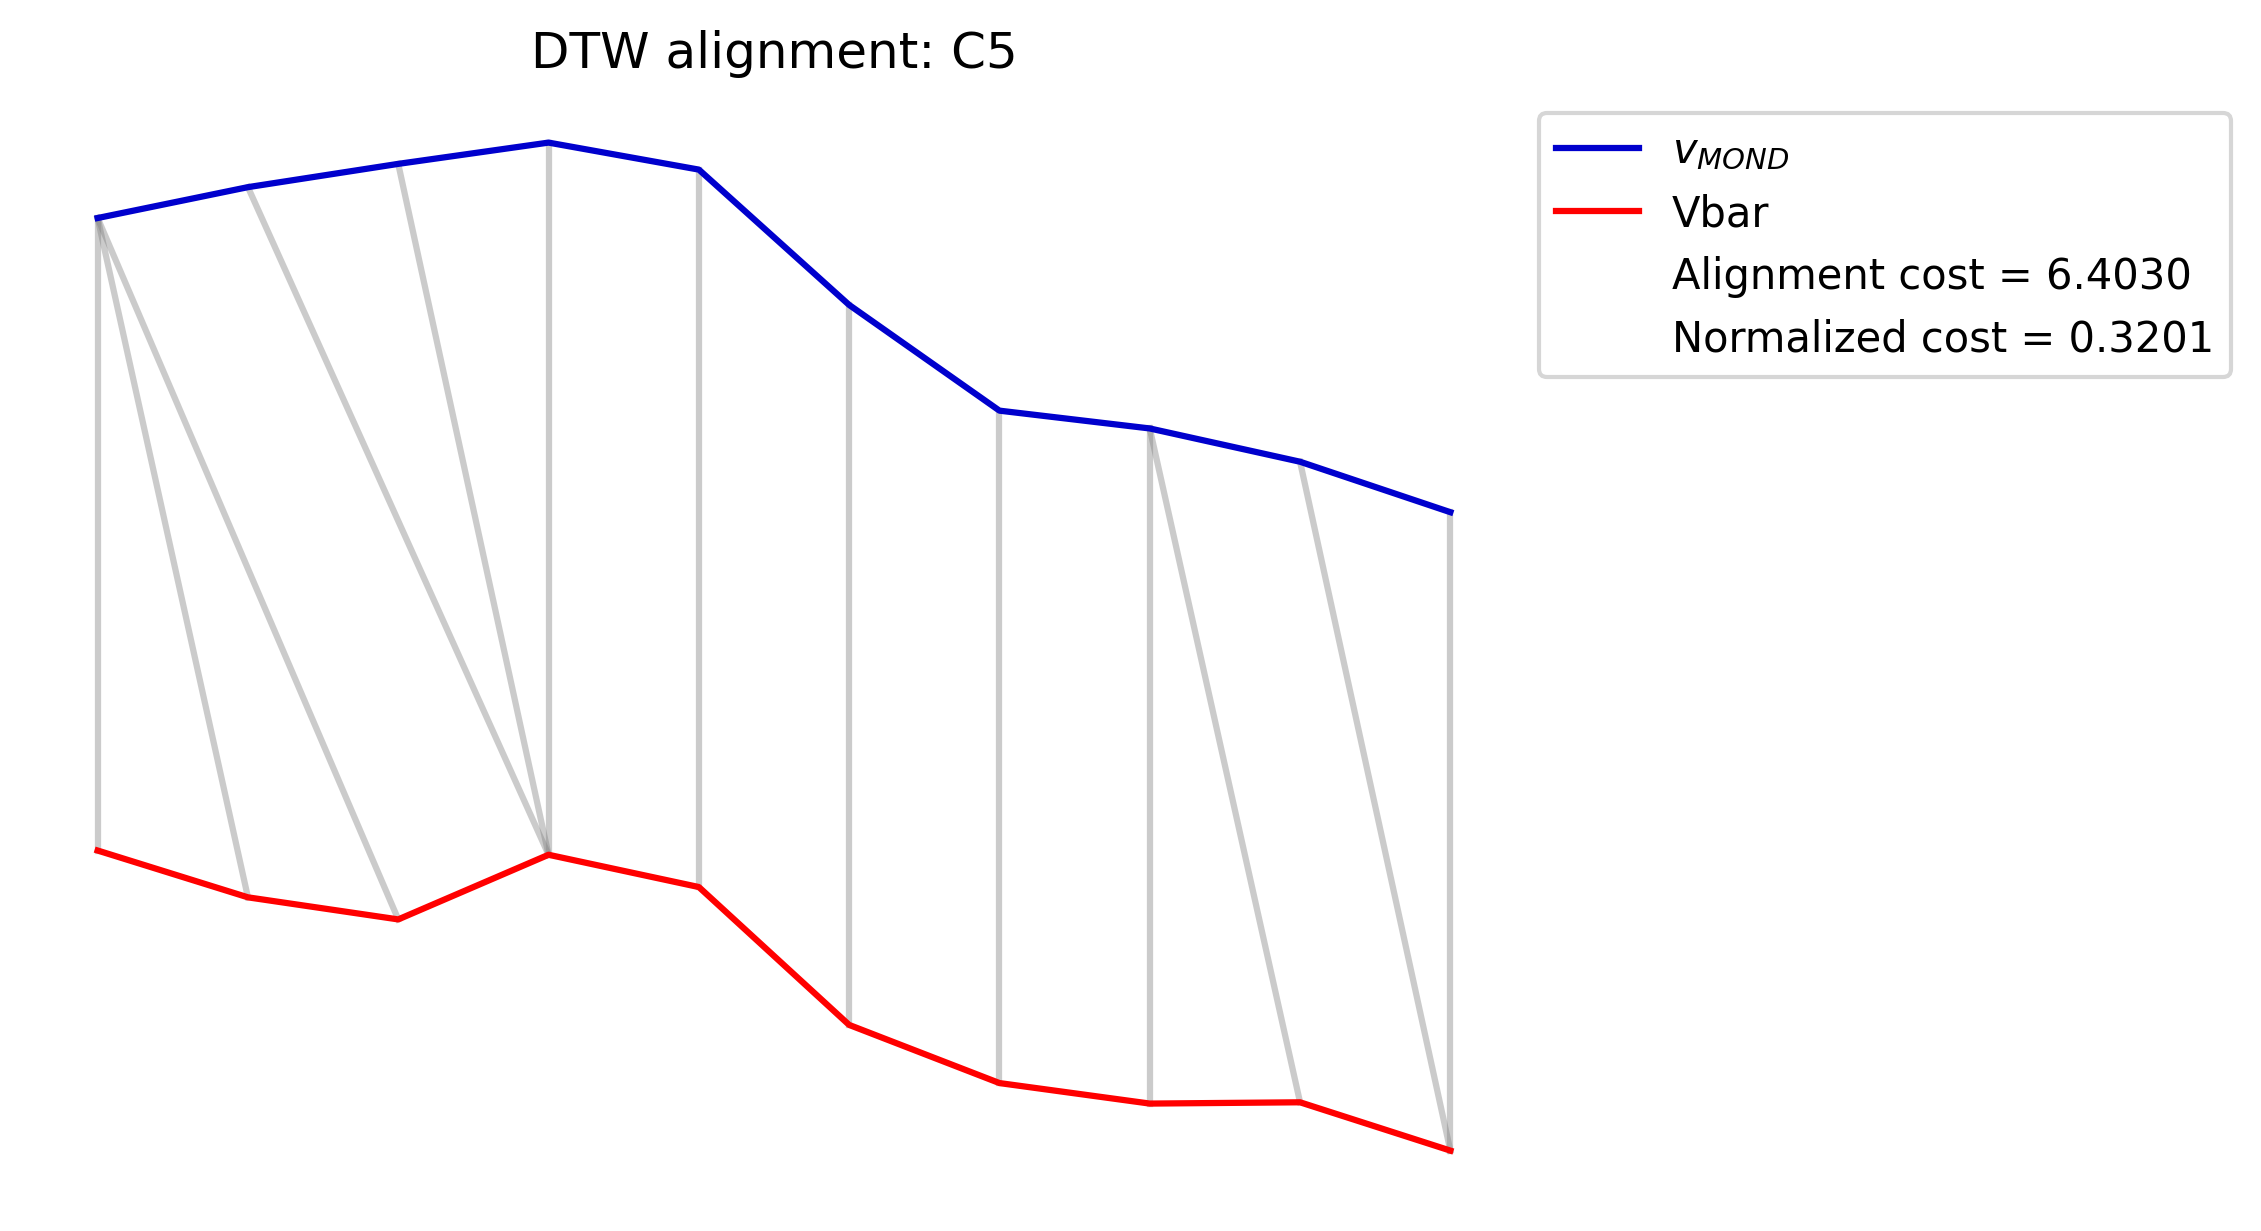 DTW alignment: C5
v_MOND
Vbar
Alignment cost = 6.4030
Normalized cost = 0.3201